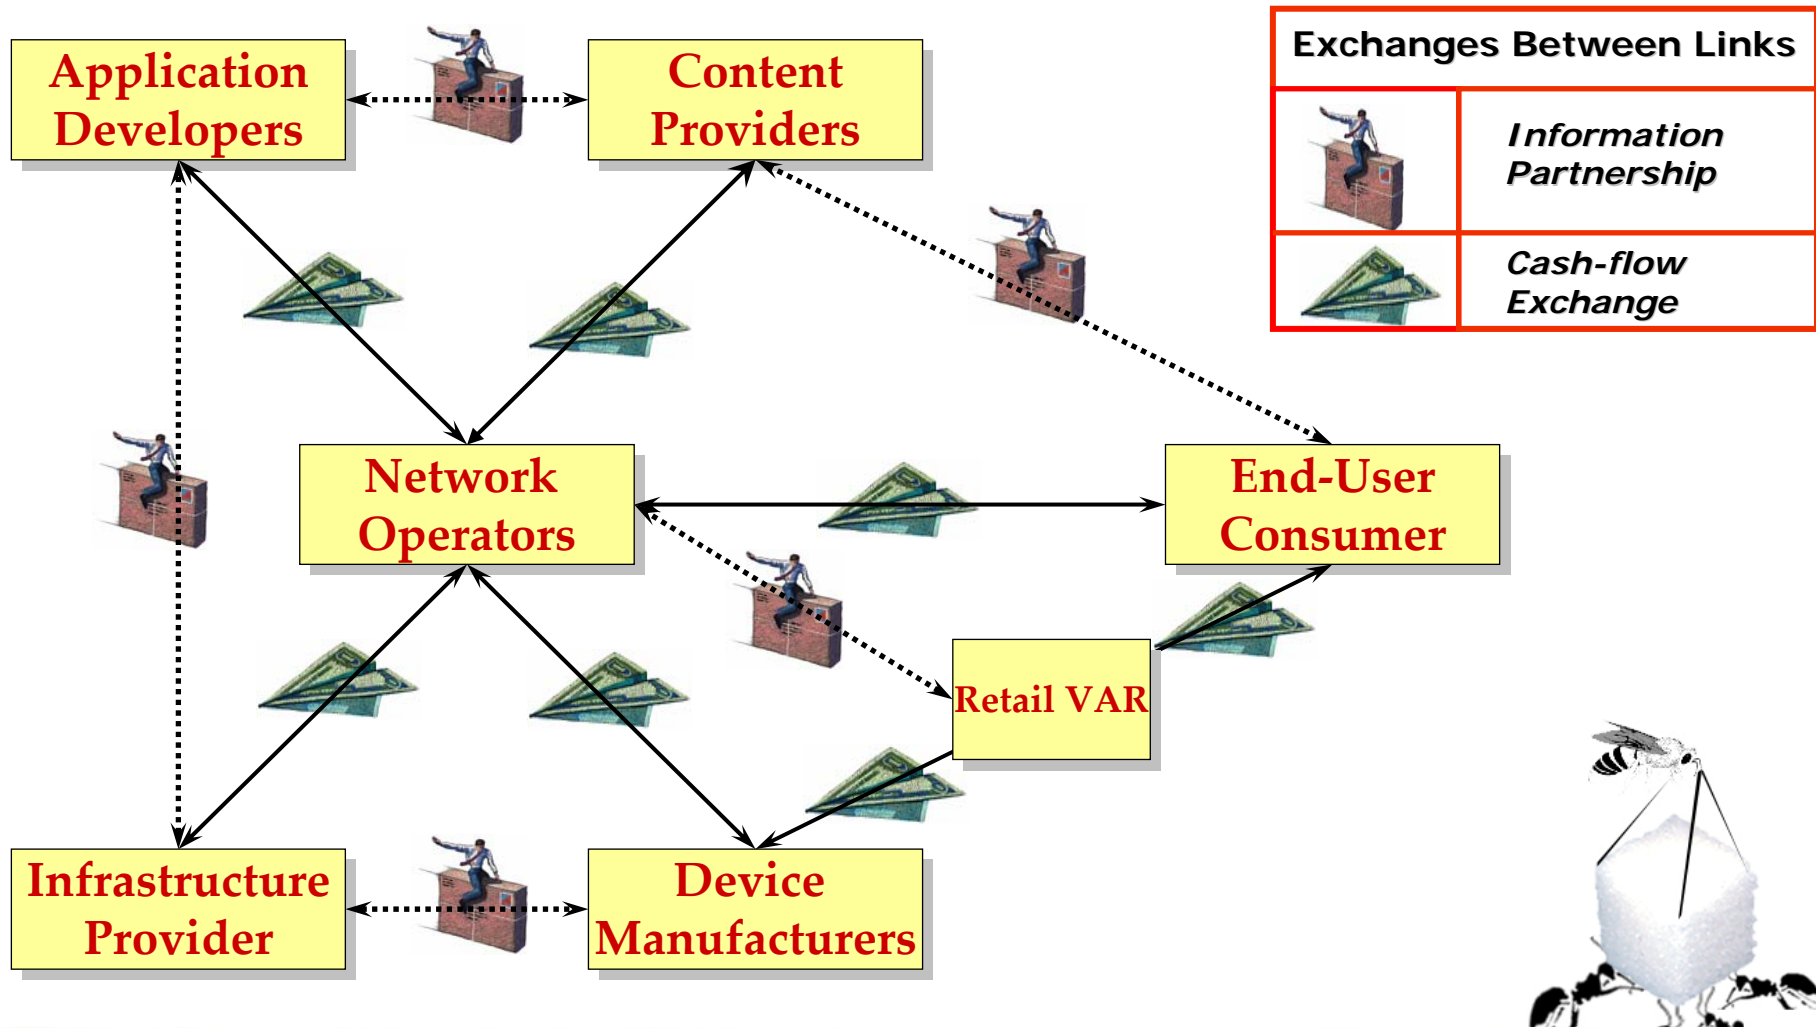 Application
Developers
Content
Providers
Exchanges Between Links
Information
Partnership
Cash-flow
Exchange
Network
Operators
End-User
Consumer
Retail VAR
Infrastructure
Provider
Device
Manufacturers